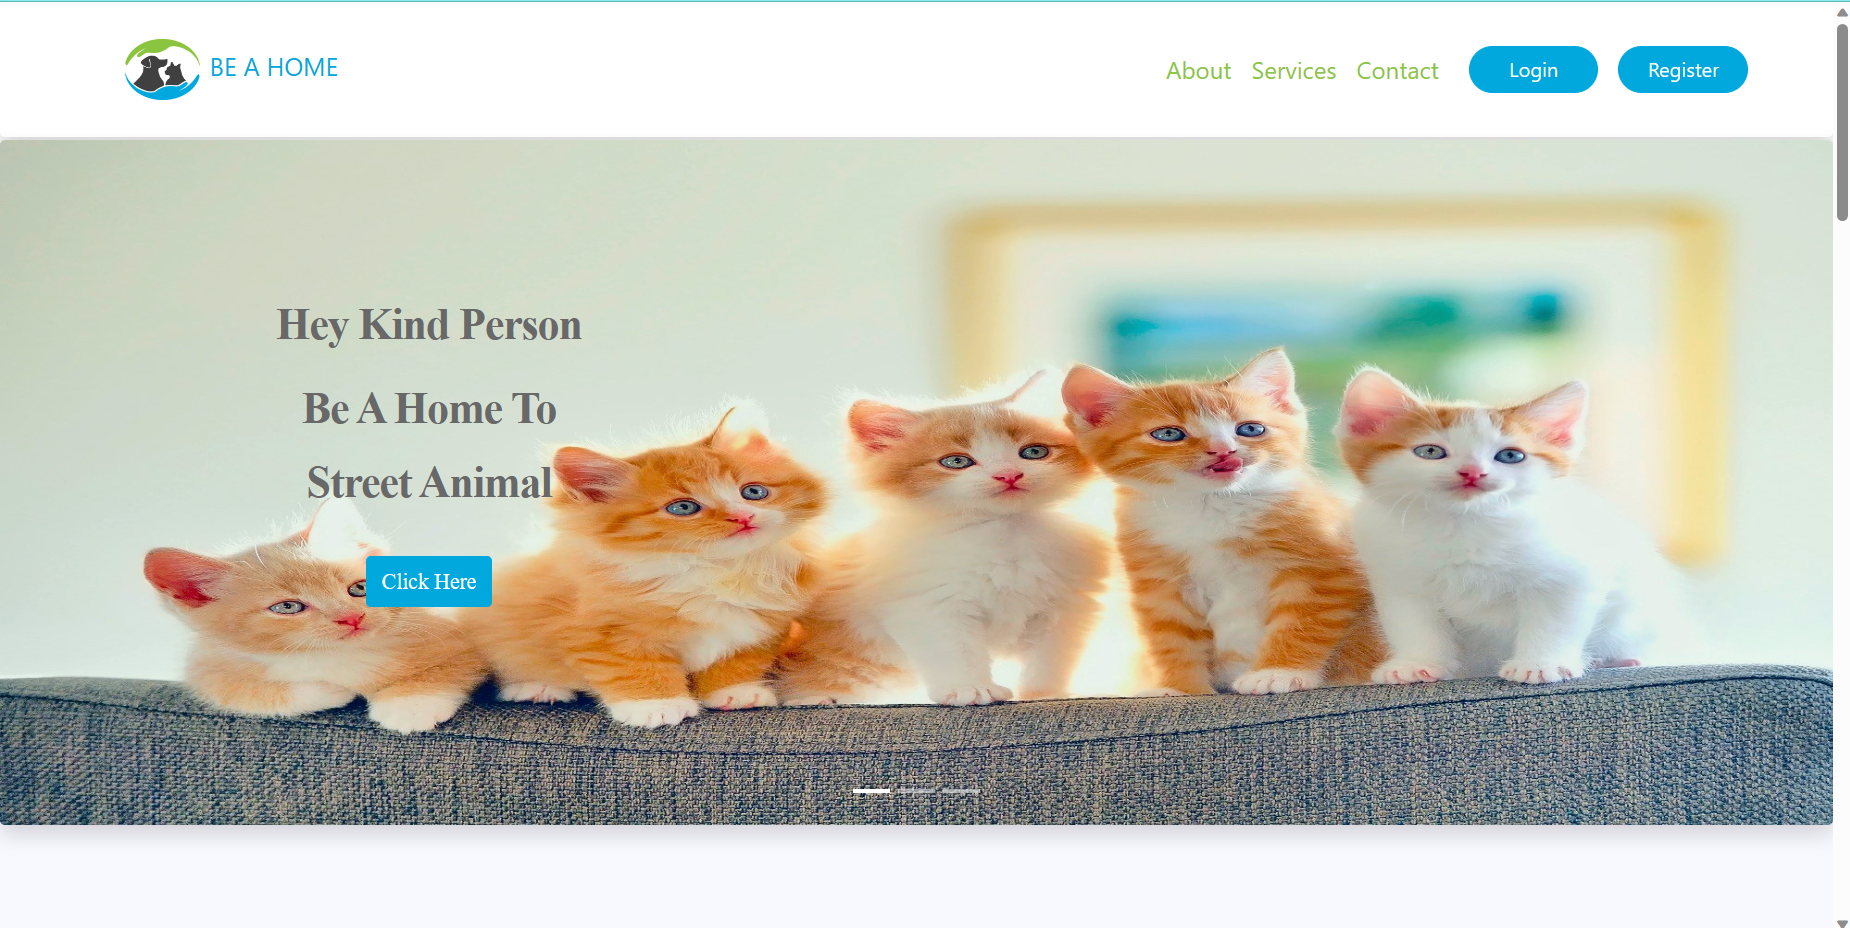 BE A HOME
About Services Contact Login Register
Hey Kind Person
Be A Home To
Street Animal
Click Here